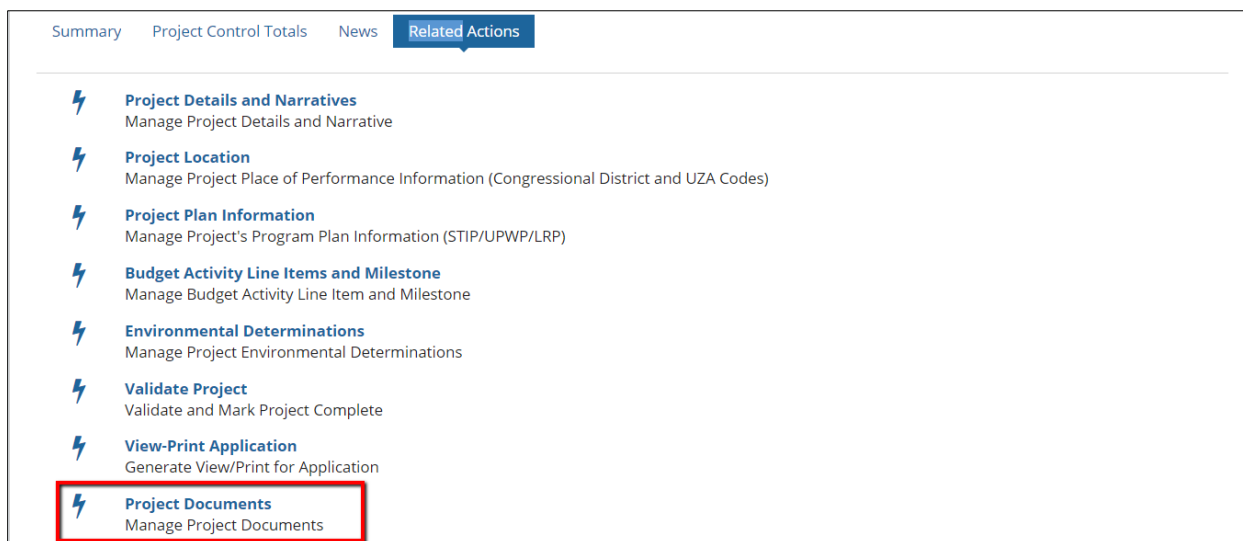 Summary Project Control Totals News Related Actions
Project Details and Narratives
Manage Project Details and Narrative
Project Location
Manage Project Place of Performance Information (Congressional District and UZA Codes)
Project Plan Information
Manage Project's Program Plan Information (STIP/UPWP/LRP)
Budget Activity Line Items and Milestone
Manage Budget Activity Line Item and Milestone
Environmental Determinations
Manage Project Environmental Determinations
Validate Project
Validate and Mark Project Complete
View-Print Application
Generate View/Print for Application
Project Documents
Manage Project Documents